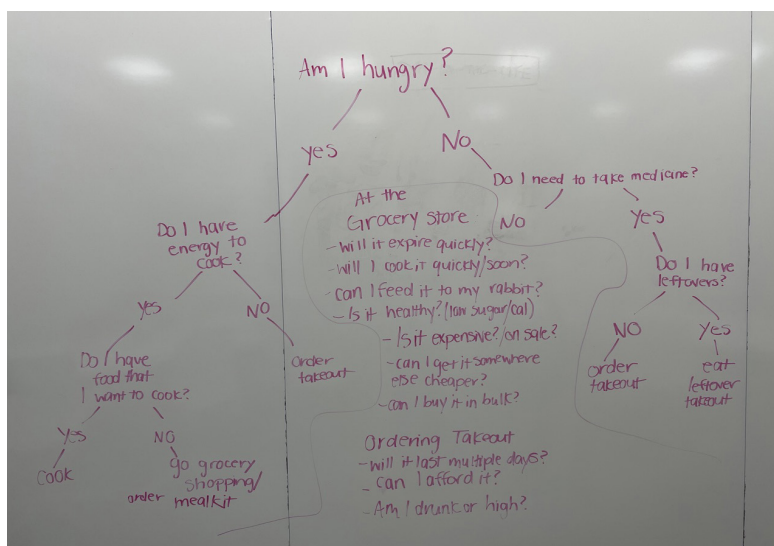 Am I hungry?
yes
No
Do I need to take mediciane?
No
Yes
Do I have
leftovers?
NO
Yes
order
takeout
eat
leftover
takeout
Do I have
energy to
cook?
Yes
NO
order
takeout
Do I have
food that
I want to cook?
Yes
NO
cook
go grocery
shopping/
order mealkit
At the
Grocery store
- will it expire quickly?
- will I cook it quickly/soon?
- can I feed it to my rabbit?
- Is it healthy? (low sugar/cal)
- Is it expensive?/on sale?
- can I get it somewhere
else cheaper?
- can I buy it in bulk?
Ordering Takeout
- will it last multiple days?
- can I afford it?
- Am I drunk or high?